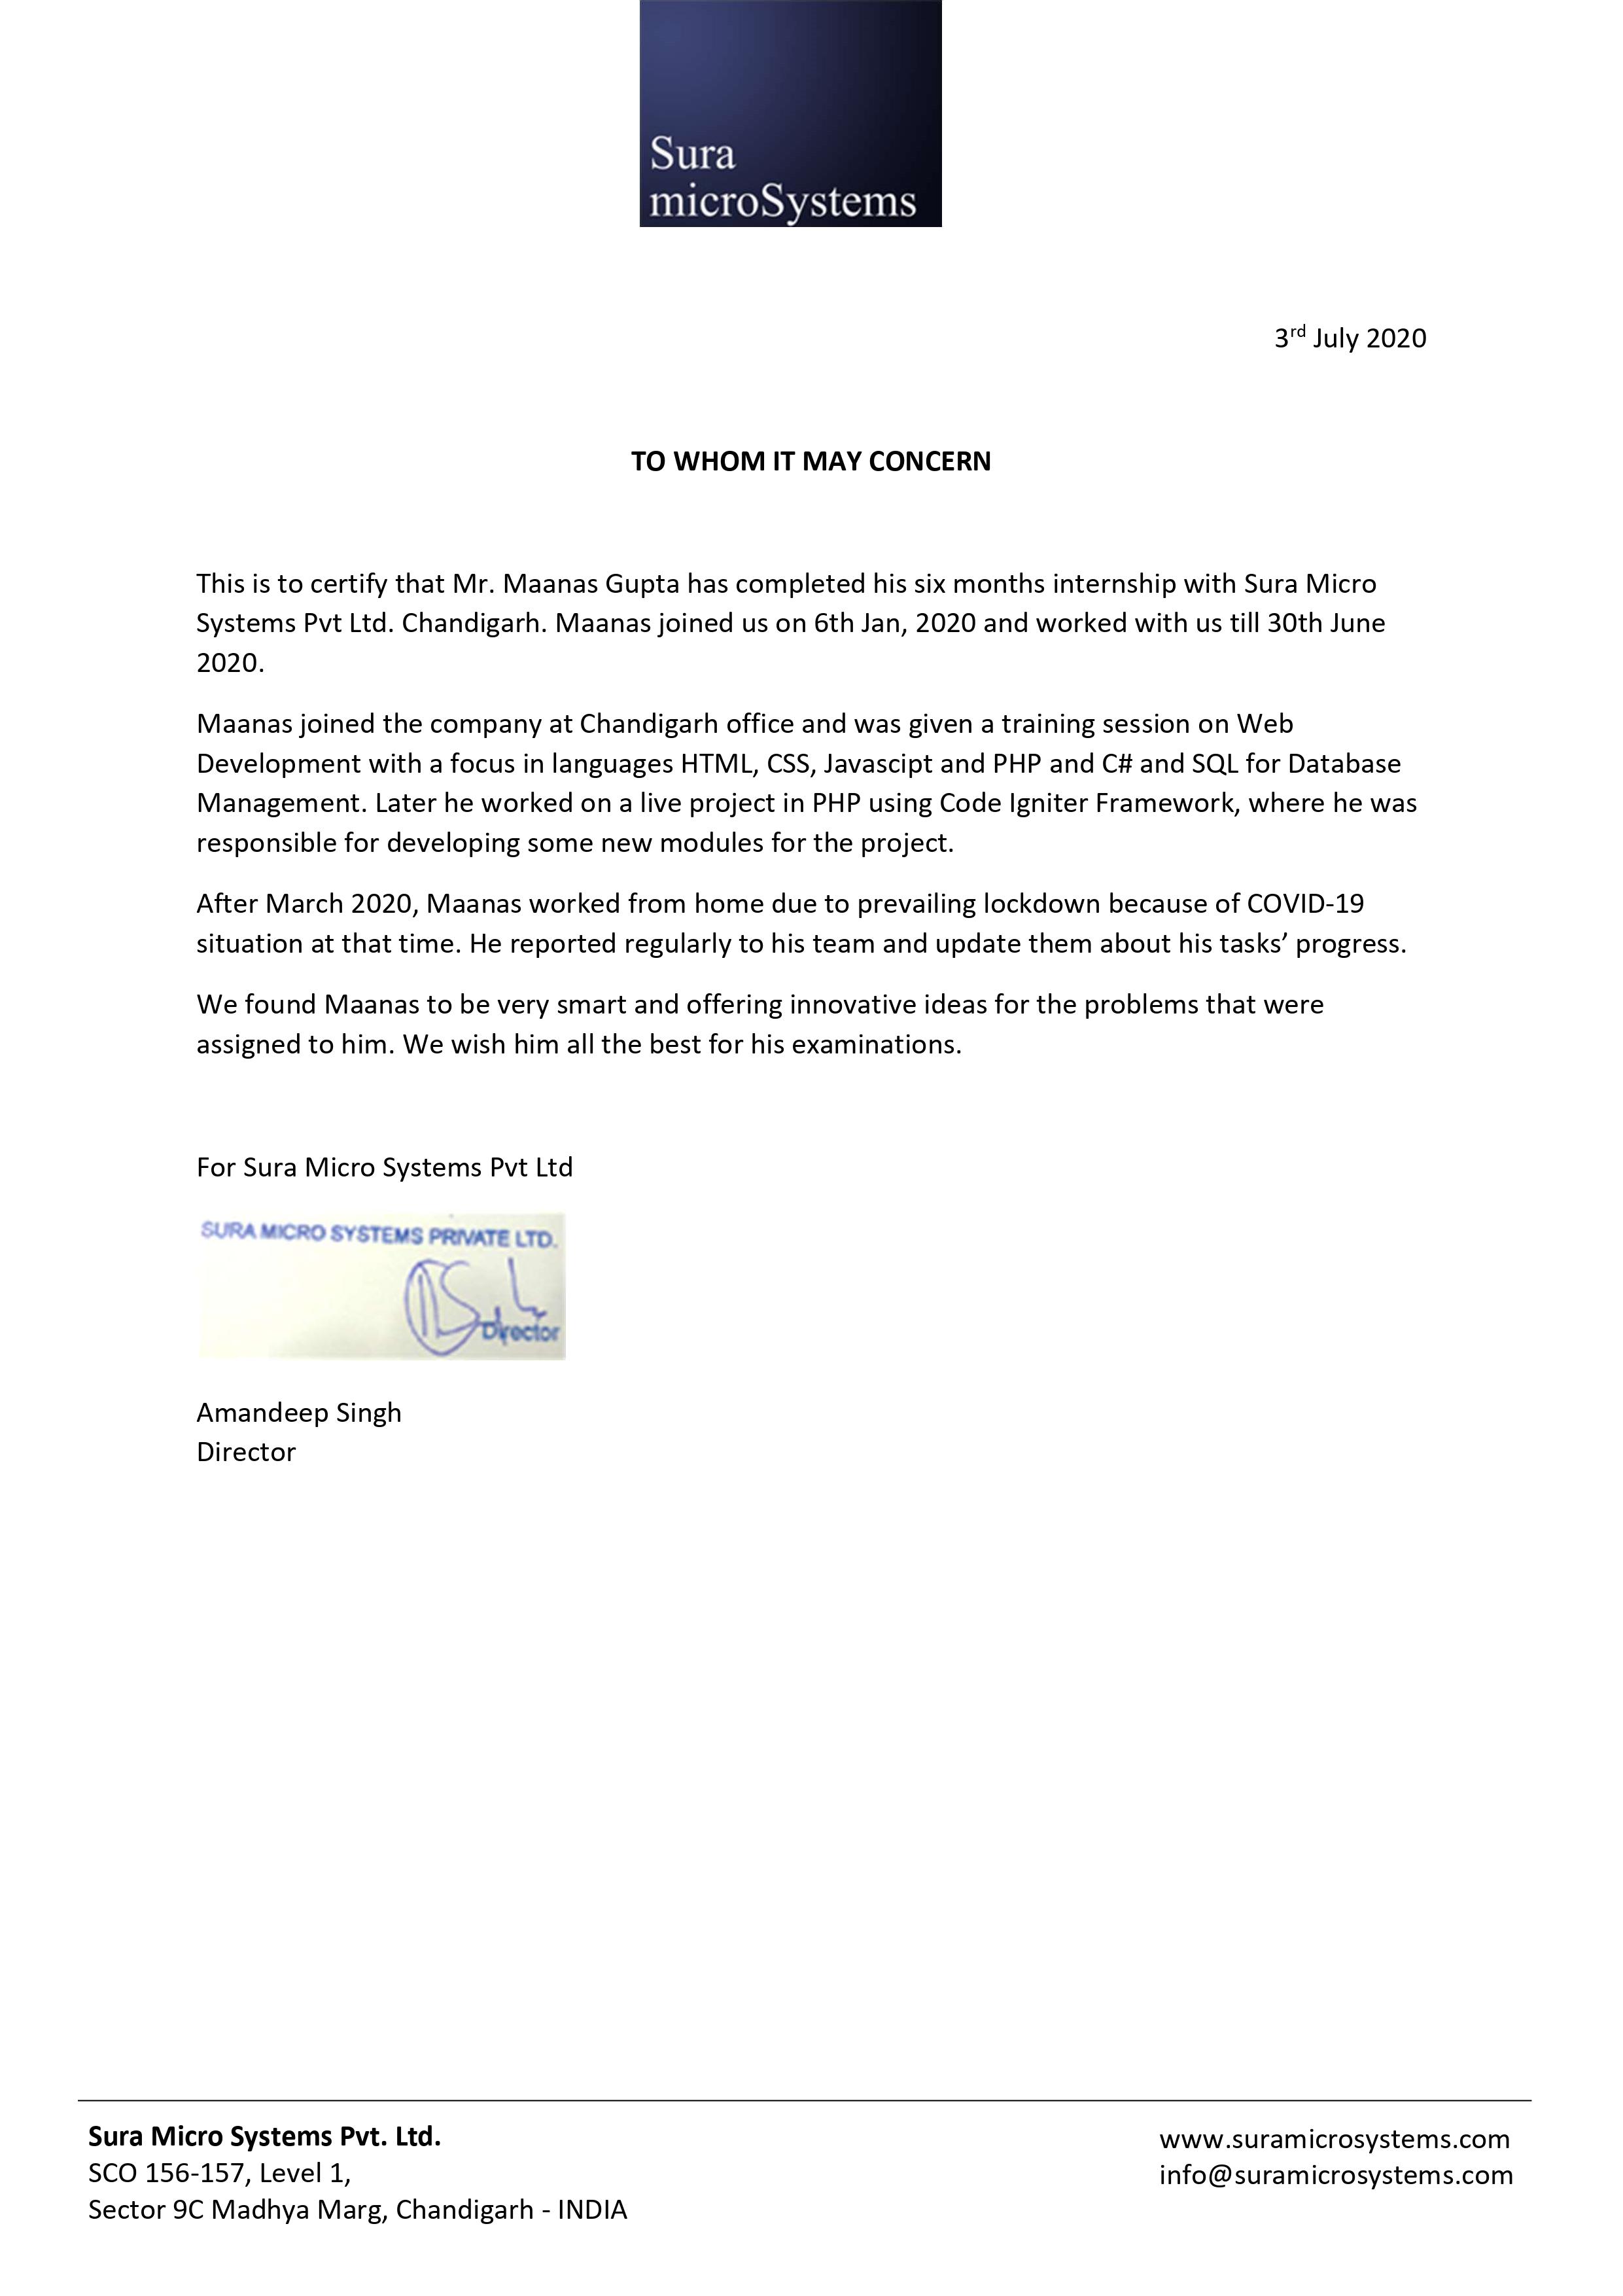 Sura
microSystems
3rd July 2020
TO WHOM IT MAY CONCERN
This is to certify that Mr. Maanas Gupta has completed his six months internship with Sura Micro
Systems Pvt Ltd. Chandigarh. Maanas joined us on 6th Jan, 2020 and worked with us till 30th June
2020.
Maanas joined the company at Chandigarh office and was given a training session on Web
Development with a focus in languages HTML, CSS, Javascipt and PHP and C# and SQL for Database
Management. Later he worked on a live project in PHP using Code Igniter Framework, where he was
responsible for developing some new modules for the project.
After March 2020, Maanas worked from home due to prevailing lockdown because of COVID-19
situation at that time. He reported regularly to his team and update them about his tasks’ progress.
We found Maanas to be very smart and offering innovative ideas for the problems that were
assigned to him. We wish him all the best for his examinations.
For Sura Micro Systems Pvt Ltd
SURA MICRO SYSTEMS PRIVATE LTD.
Director
Amandeep Singh
Director
Sura Micro Systems Pvt. Ltd.
SCO 156-157, Level 1,
Sector 9C Madhya Marg, Chandigarh - INDIA
www.suramicrosystems.com
info@suramicrosystems.com